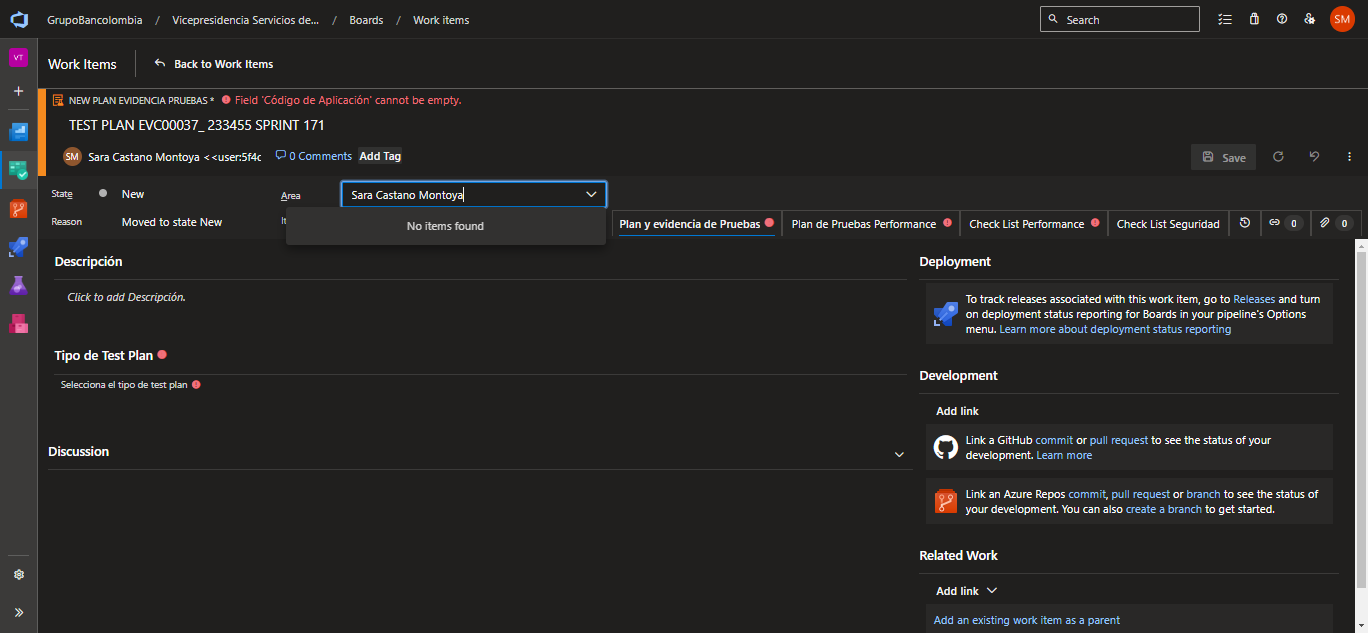 GrupoBancolombia / Vicepresidencia Servicios de... / Boards / Work items
Search
SM
VT
Work Items
Back to Work Items
NEW PLAN EVIDENCIA PRUEBAS * Field 'Código de Aplicación' cannot be empty.
TEST PLAN EVC00037_ 233455 SPRINT 171
SM Sara Castano Montoya <<user:5f4c
0 Comments
Add Tag
Save
State New
Area Sara Castano Montoya
Reason Moved to state New
No items found
Plan y evidencia de Pruebas
Plan de Pruebas Performance
Check List Performance
Check List Seguridad
0
0
Descripción
Click to add Descripción.
Tipo de Test Plan
Selecciona el tipo de test plan
Discussion
Deployment
To track releases associated with this work item, go to Releases and turn
on deployment status reporting for Boards in your pipeline's Options
menu. Learn more about deployment status reporting
Development
Add link
Link a GitHub commit or pull request to see the status of your
development. Learn more
Link an Azure Repos commit, pull request or branch to see the status of
your development. You can also create a branch to get started.
Related Work
Add link
Add an existing work item as a parent